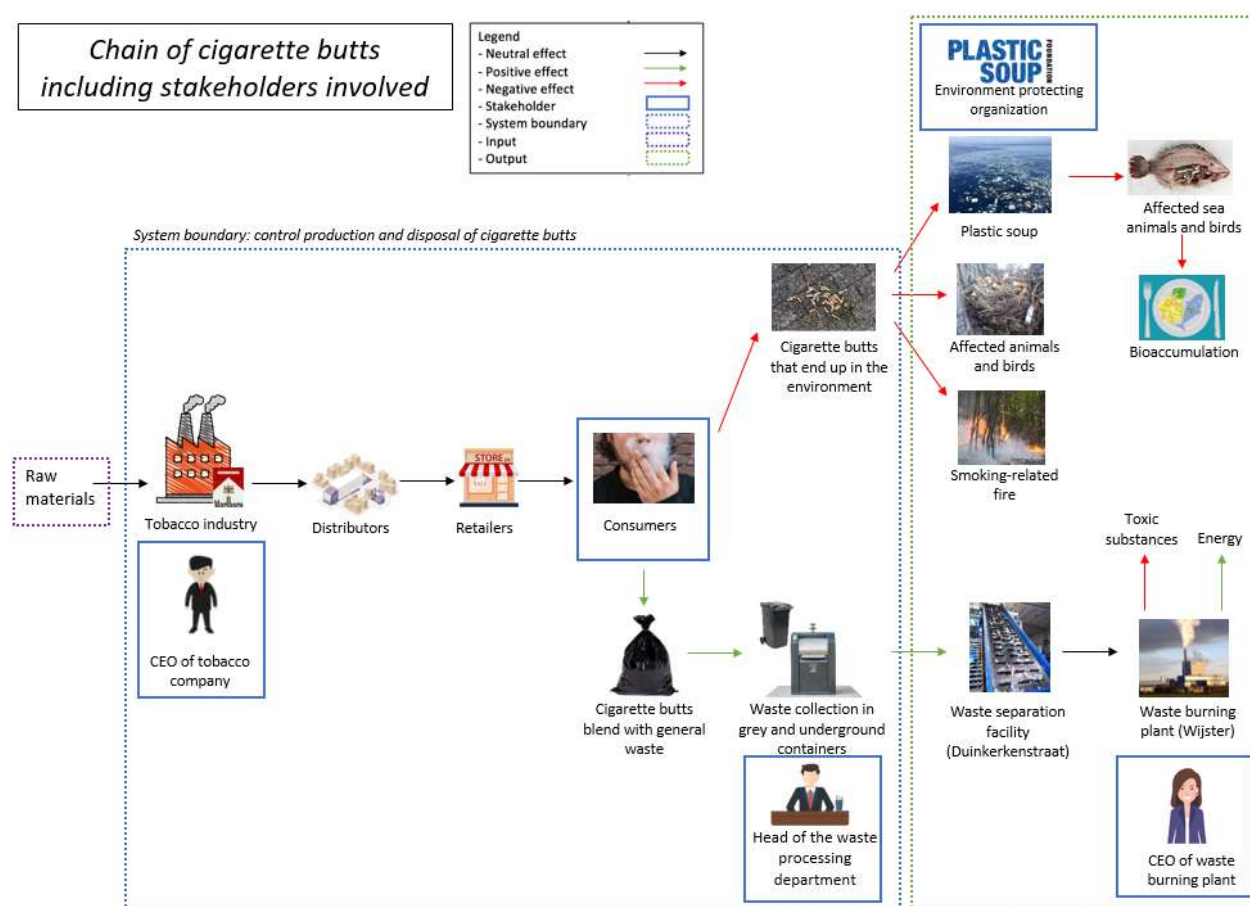 Chain of cigarette butts
including stakeholders involved
Legend
- Neutral effect
- Positive effect
- Negative effect
- Stakeholder
- System boundary
- Input
- Output
PLASTIC
SOUP
FOUNDATION
Environment protecting
organization
Plastic soup
Affected sea
animals and birds
System boundary: control production and disposal of cigarette butts
Cigarette butts
that end up in the
environment
Affected animals
and birds
Bioaccumulation
Smoking-related
fire
Raw
materials
Marlboro
Tobacco industry
Distributors
STORE
SALE
Retailers
Consumers
CEO of tobacco
company
Cigarette butts
blend with general
waste
Waste collection in
grey and underground
containers
Head of the waste
processing
department
Toxic
substances
Energy
Waste separation
facility
(Duinkerkenstraat)
Waste burning
plant (Wijster)
CEO of waste
burning plant